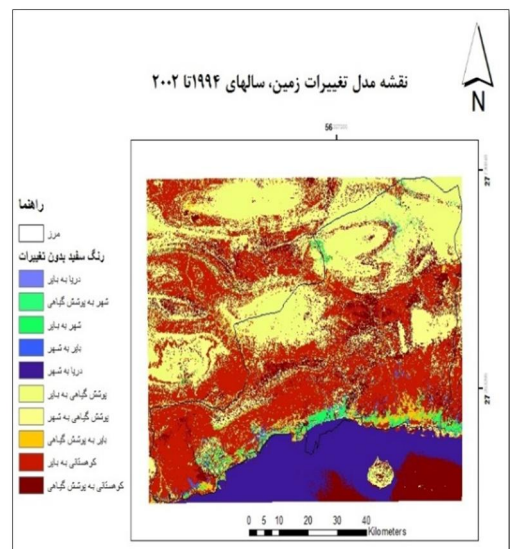 نقشه مدل تغییرات زمین، سالهای ۱۹۹۴تا ۲۰۰۲
N
56
27
27
راهنما
مرز
رنگ سفید بدون تغییرات
دریا به بایر
شهر به پوشش گیاهی
شهر به بایر
بایر به شهر
دریا به شهر
پوشش گیاهی به بایر
پوشش گیاهی به شهر
بایر به پوشش گیاهی
کوهستانی به بایر
کوهستانی به پوشش گیاهی
0 5 10 20 30 40
Kilometers